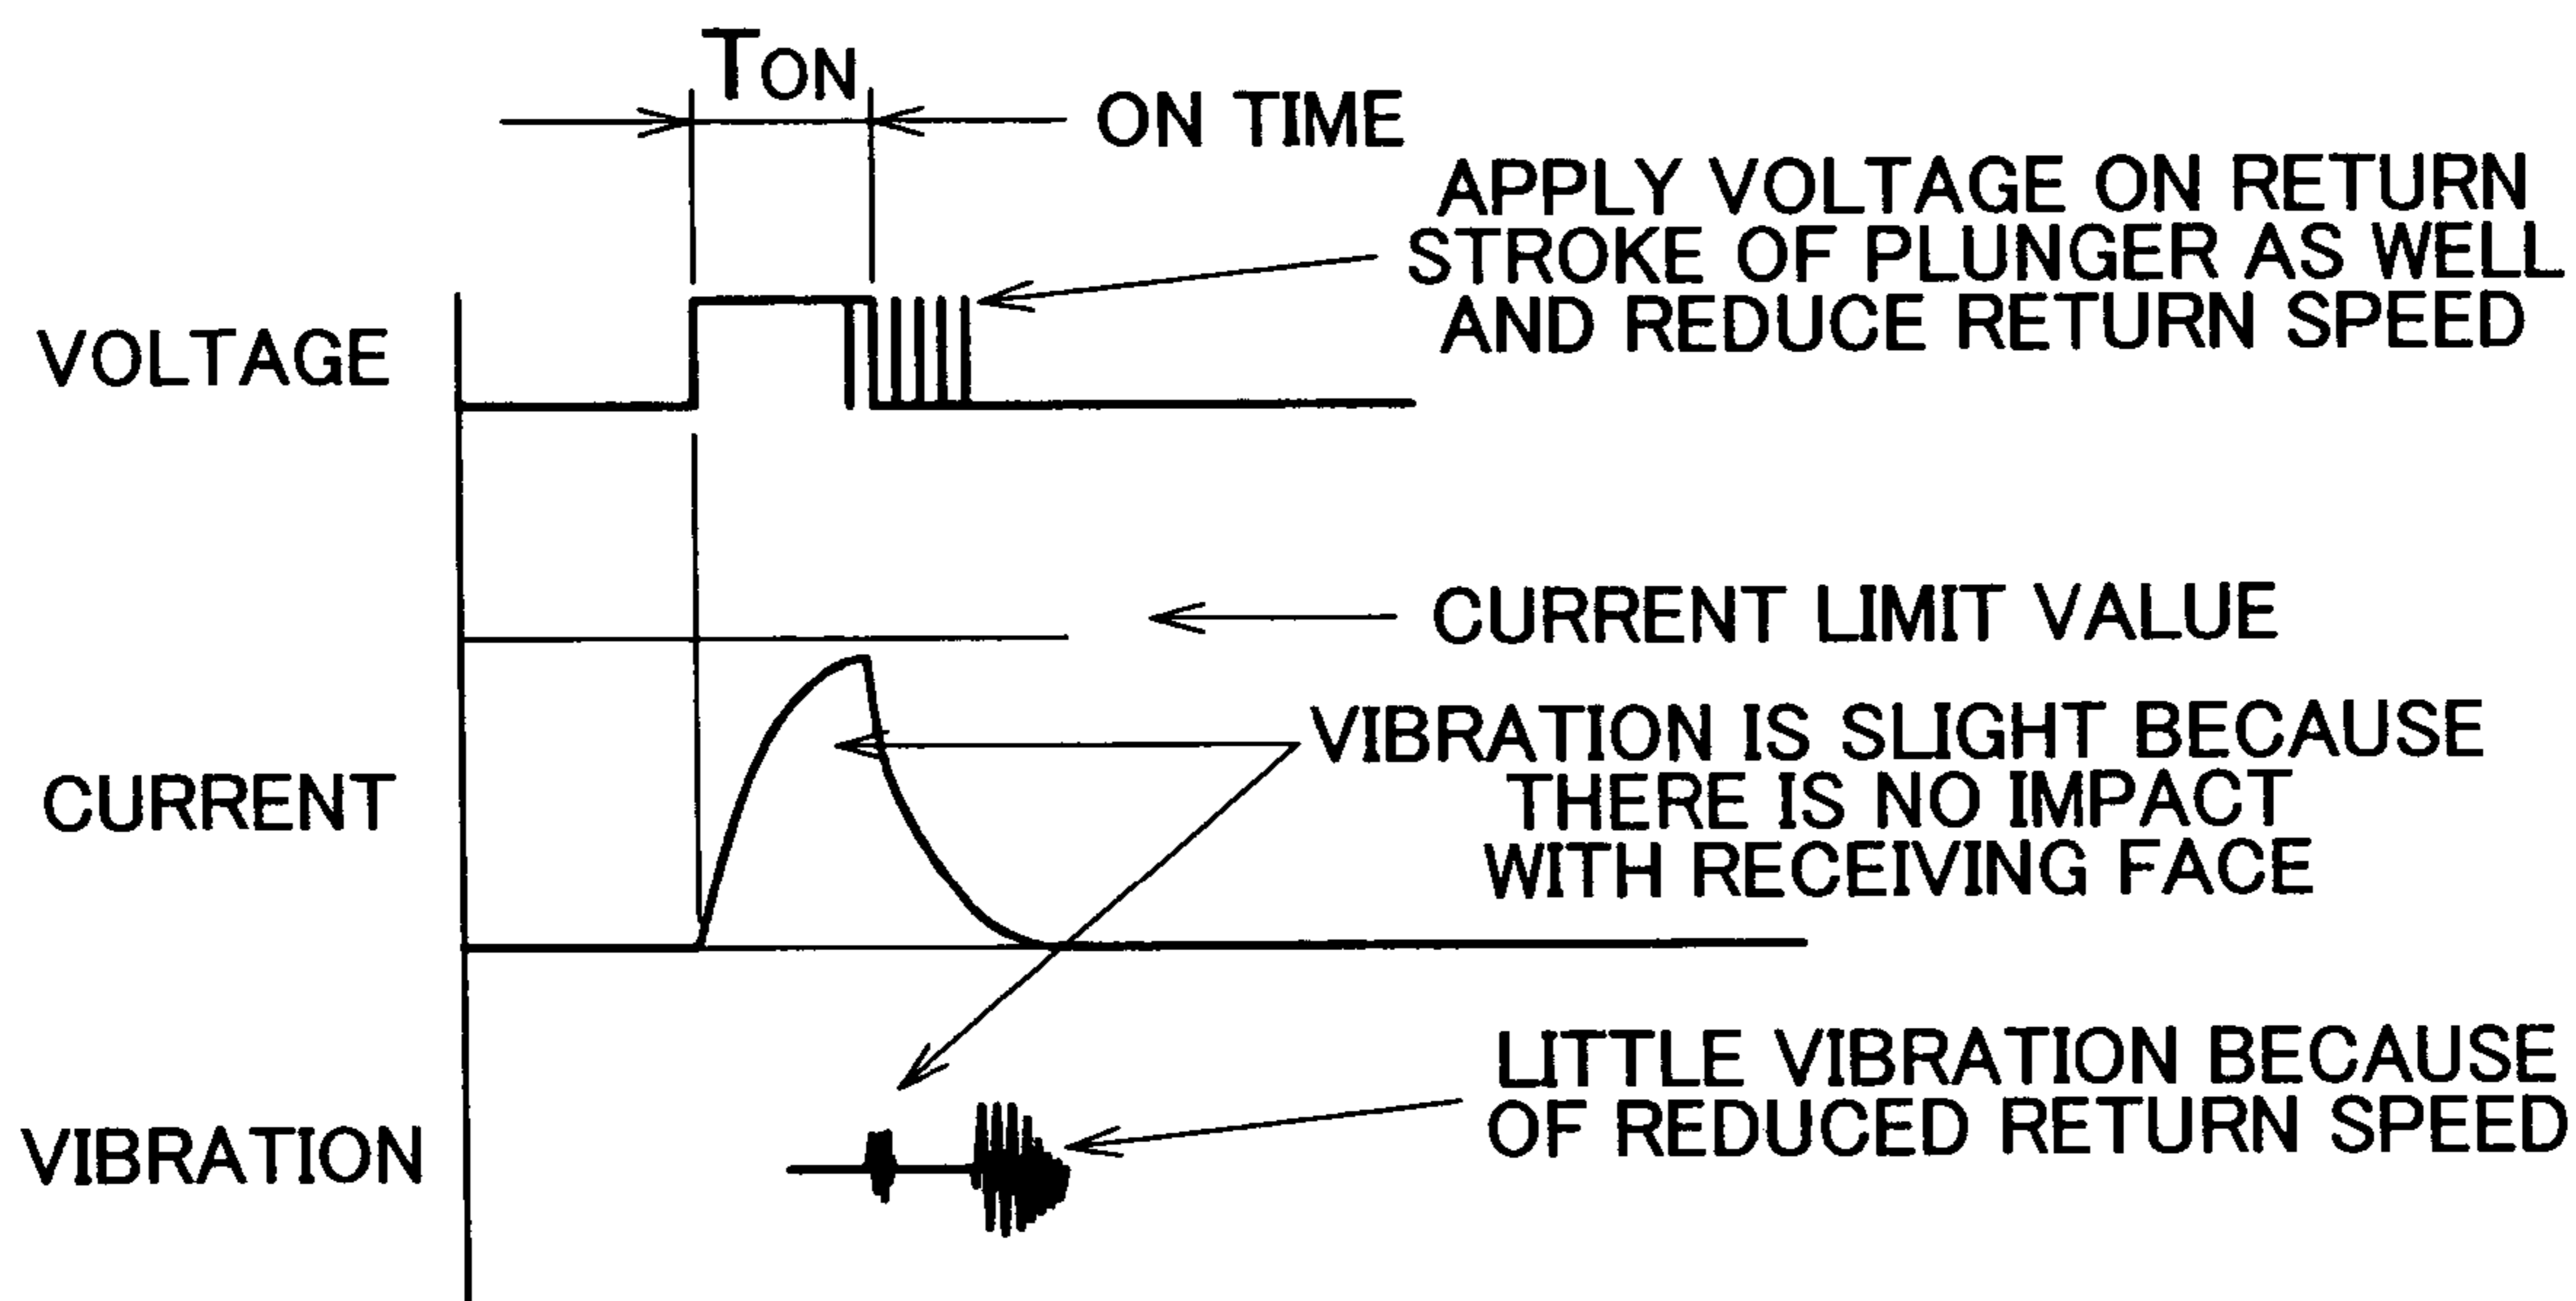 TON
ON TIME
APPLY VOLTAGE ON RETURN
STROKE OF PLUNGER AS WELL
AND REDUCE RETURN SPEED
VOLTAGE
CURRENT LIMIT VALUE
VIBRATION IS SLIGHT BECAUSE
THERE IS NO IMPACT
WITH RECEIVING FACE
CURRENT
LITTLE VIBRATION BECAUSE
OF REDUCED RETURN SPEED
VIBRATION